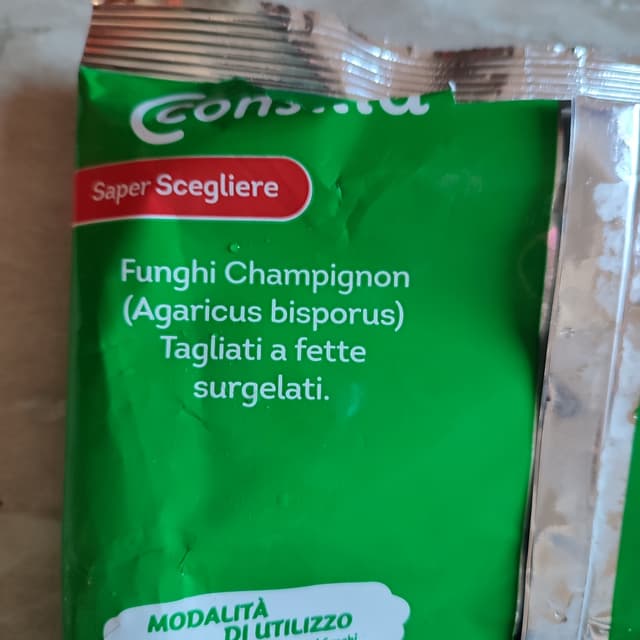 Saper Scegliere
Funghi Champignon
(Agaricus bisporus)
Tagliati a fette
surgelati.
MODALITÀ
DI UTILIZZO